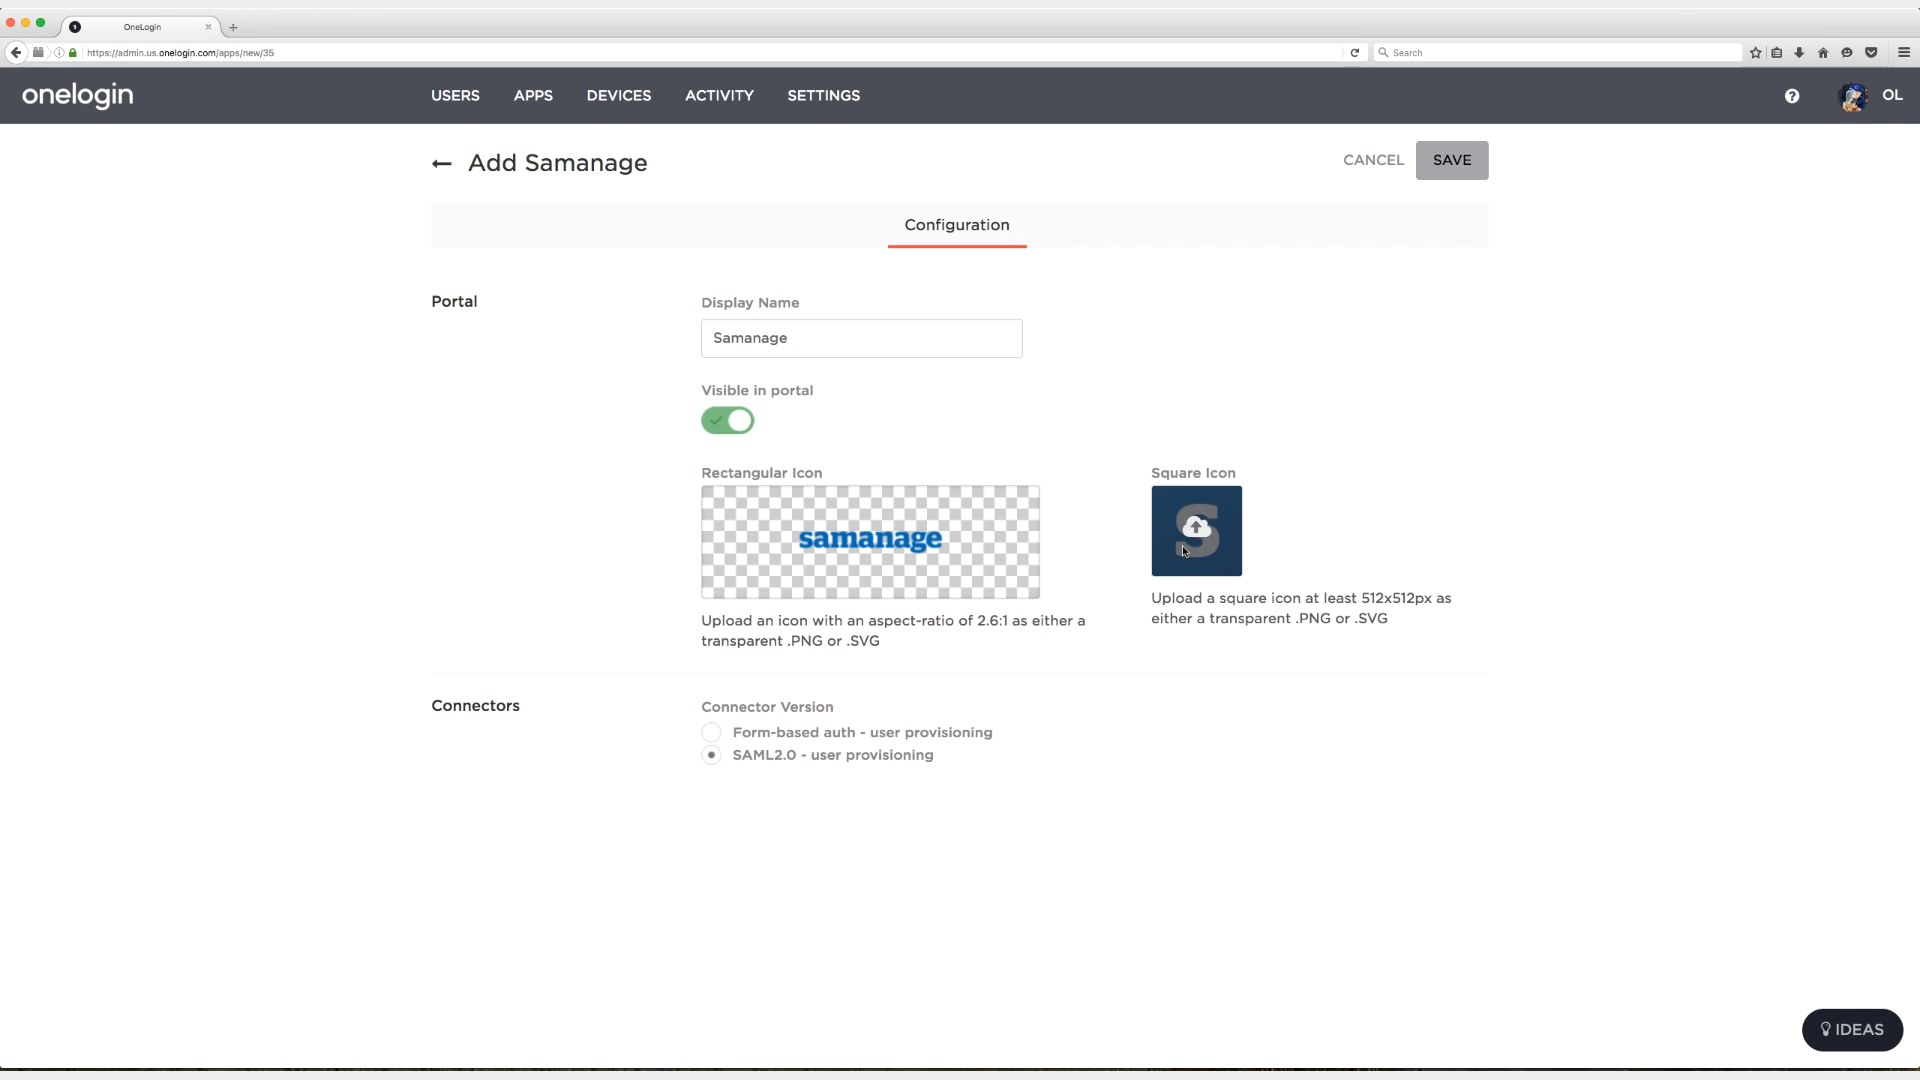 OneLogin
https://admin.us.onelogin.com/apps/new/35
Search
onelogin
USERS
APPS
DEVICES
ACTIVITY
SETTINGS
OL
Add Samanage
CANCEL
SAVE
Configuration
Portal
Display Name
Samanage
Visible in portal
Rectangular Icon
samanage
Upload an icon with an aspect-ratio of 2.6:1 as either a
transparent .PNG or .SVG
Square Icon
S
Upload a square icon at least 512x512px as
either a transparent .PNG or .SVG
Connectors
Connector Version
Form-based auth - user provisioning
SAML2.0 - user provisioning
IDEAS